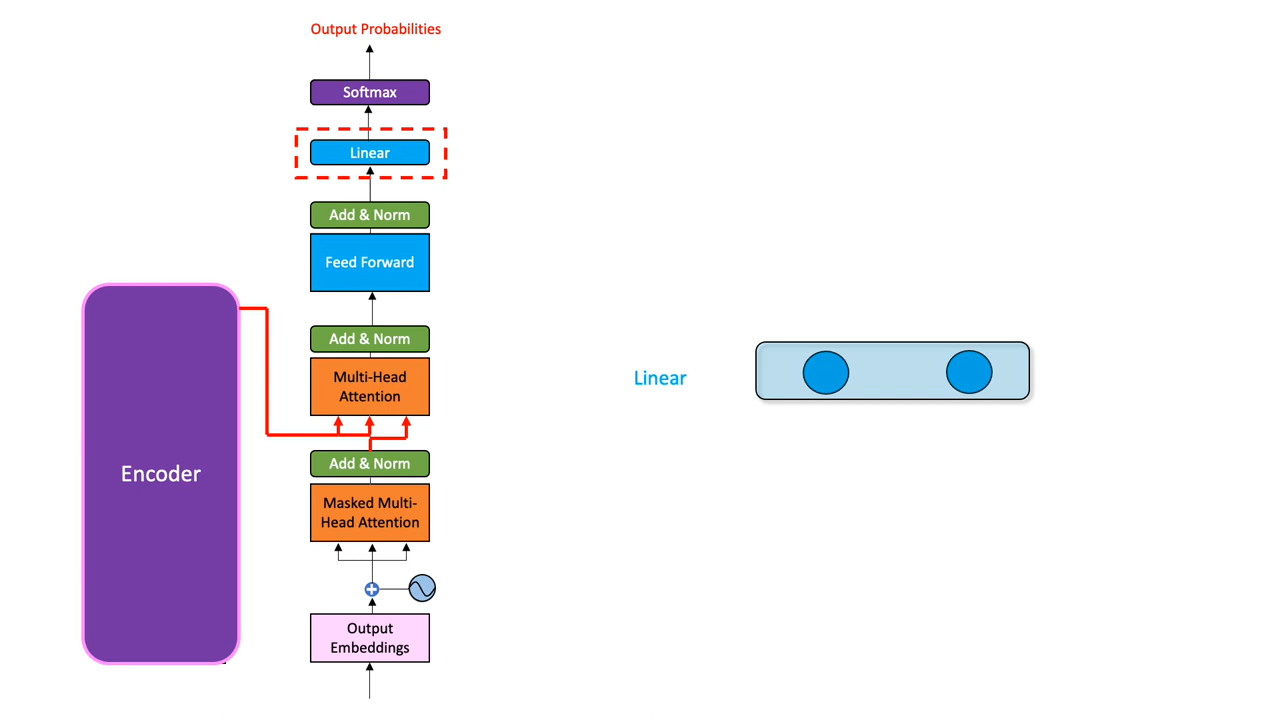 Output Probabilities
Softmax
Linear
Add & Norm
Feed Forward
Add & Norm
Multi-Head
Attention
Add & Norm
Masked Multi-
Head Attention
Output
Embeddings
Encoder
Linear